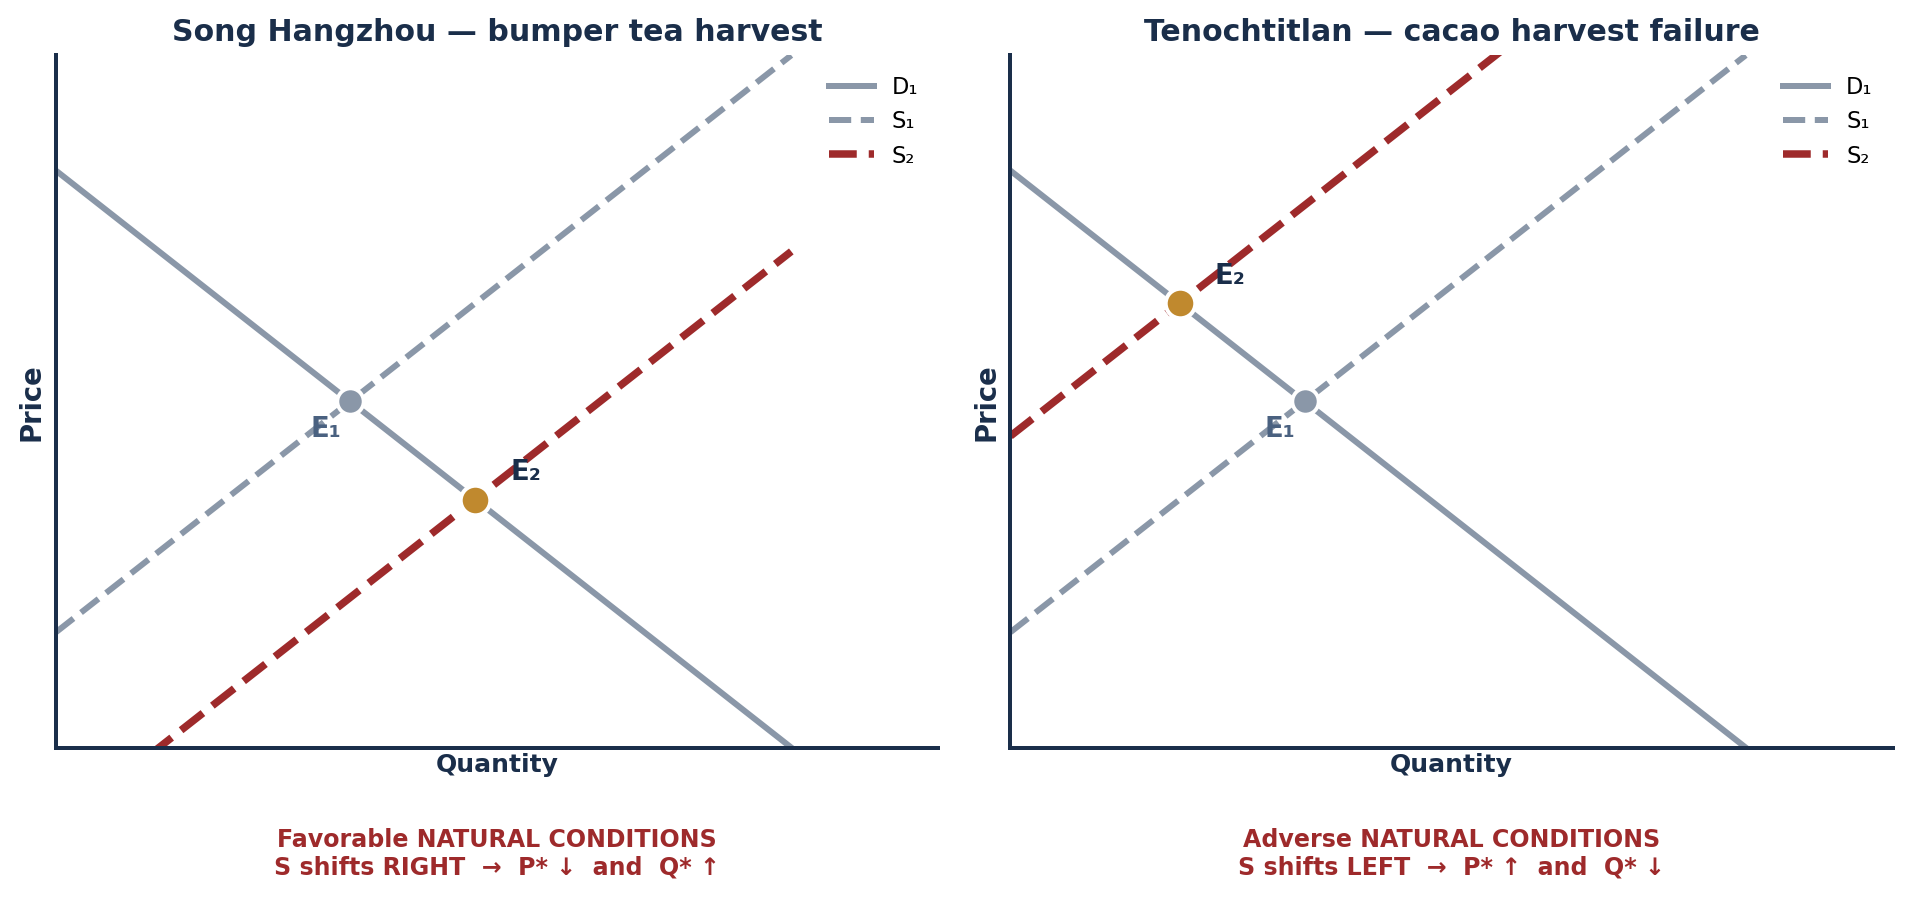 Song Hangzhou — bumper tea harvest
D₁
S₁
S₂
E₁
E₂
Price
Quantity
Favorable NATURAL CONDITIONS
S shifts RIGHT → P* ↓ and Q* ↑
Tenochtitlan — cacao harvest failure
D₁
S₁
S₂
E₂
E₁
Price
Quantity
Adverse NATURAL CONDITIONS
S shifts LEFT → P* ↑ and Q* ↓